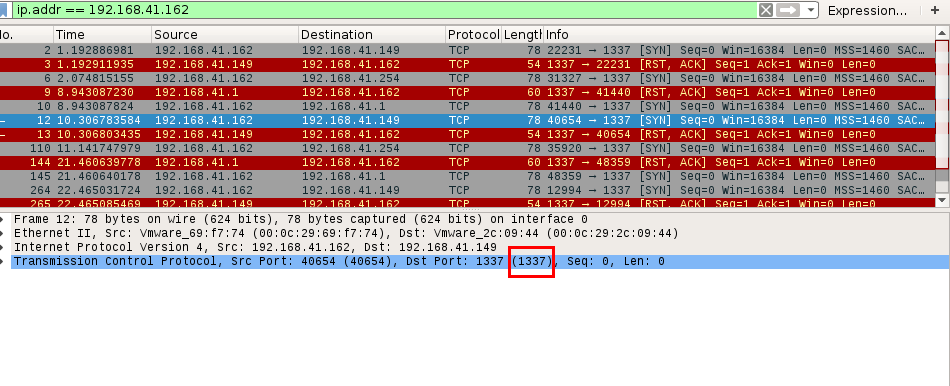 ip.addr == 192.168.41.162 Expression… +
No. Time Source Destination Protocol Length Info
2 1.192886981 192.168.41.162 192.168.41.149 TCP 78 22231 → 1337 [SYN] Seq=0 Win=16384 Len=0 MSS=1460 SAC…
3 1.192911935 192.168.41.149 192.168.41.162 TCP 54 1337 → 22231 [RST, ACK] Seq=1 Ack=1 Win=0 Len=0
6 2.074815155 192.168.41.162 192.168.41.254 TCP 78 31327 → 1337 [SYN] Seq=0 Win=16384 Len=0 MSS=1460 SAC…
9 8.943087230 192.168.41.1 192.168.41.162 TCP 60 1337 → 41440 [RST, ACK] Seq=1 Ack=1 Win=0 Len=0
10 8.943087824 192.168.41.162 192.168.41.1 TCP 78 41440 → 1337 [SYN] Seq=0 Win=16384 Len=0 MSS=1460 SAC…
12 10.306783584 192.168.41.162 192.168.41.149 TCP 78 40654 → 1337 [SYN] Seq=0 Win=16384 Len=0 MSS=1460 SAC…
13 10.306803435 192.168.41.149 192.168.41.162 TCP 54 1337 → 40654 [RST, ACK] Seq=1 Ack=1 Win=0 Len=0
110 11.141747979 192.168.41.162 192.168.41.254 TCP 78 35920 → 1337 [SYN] Seq=0 Win=16384 Len=0 MSS=1460 SAC…
144 21.460639778 192.168.41.1 192.168.41.162 TCP 60 1337 → 48359 [RST, ACK] Seq=1 Ack=1 Win=0 Len=0
145 21.460640178 192.168.41.162 192.168.41.1 TCP 78 48359 → 1337 [SYN] Seq=0 Win=16384 Len=0 MSS=1460 SAC…
264 22.465031724 192.168.41.162 192.168.41.149 TCP 78 12994 → 1337 [SYN] Seq=0 Win=16384 Len=0 MSS=1460 SAC…
265 22.465085469 192.168.41.149 192.168.41.162 TCP 54 1337 → 12994 [RST, ACK] Seq=1 Ack=1 Win=0 Len=0
Frame 12: 78 bytes on wire (624 bits), 78 bytes captured (624 bits) on interface 0
Ethernet II, Src: Vmware_69:f7:74 (00:0c:29:69:f7:74), Dst: Vmware_2c:09:44 (00:0c:29:2c:09:44)
Internet Protocol Version 4, Src: 192.168.41.162, Dst: 192.168.41.149
Transmission Control Protocol, Src Port: 40654 (40654), Dst Port: 1337 (1337), Seq: 0, Len: 0